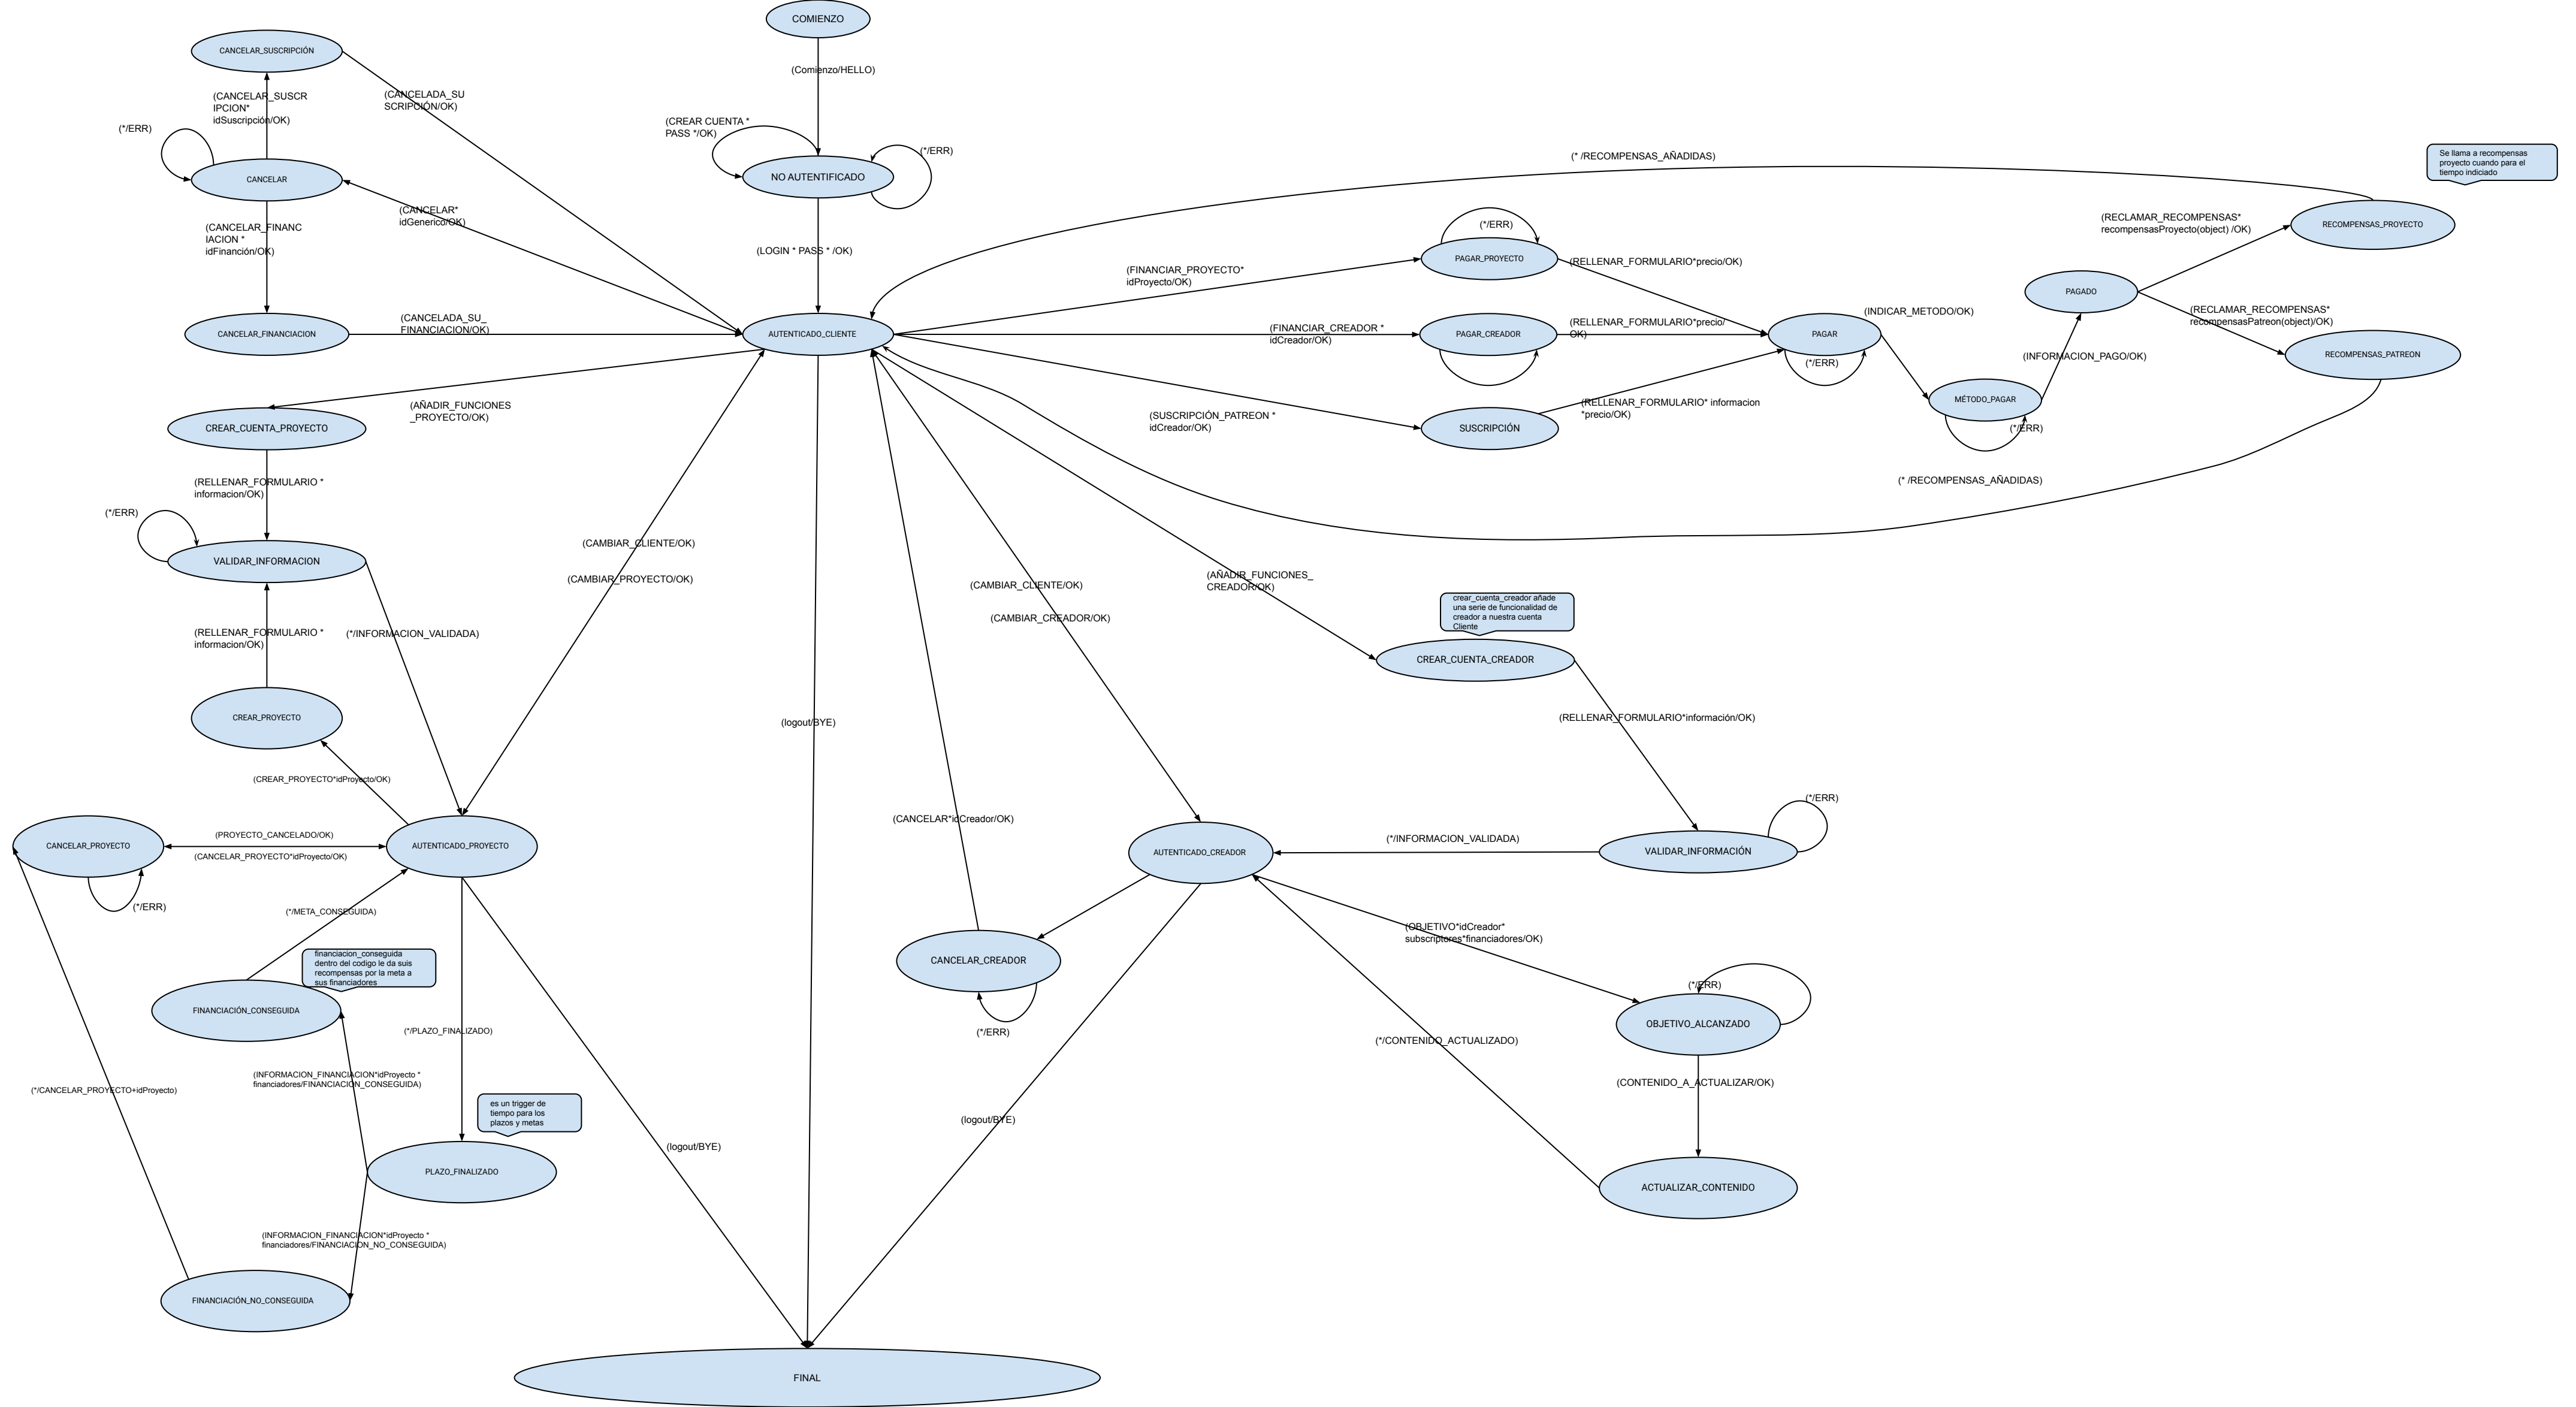 COMIENZO
CANCELAR_SUSCRIPCIÓN
(Comienzo/HELLO)
(CANCELAR_SUSCR
IPCION*
idSuscripción/OK)
(CANCELADA_SU
SCRIPCIÓN/OK)
(*/ERR)
(CREAR CUENTA *
PASS */OK)
(*/ERR)
CANCELAR
NO AUTENTIFICADO
(* /RECOMPENSAS_AÑADIDAS)
Se llama a recompensas
proyecto cuando para el
tiempo indiciado
(CANCELAR*
idGenerico/OK)
(CANCELAR_FINANC
IACION *
idFinanción/OK)
(LOGIN * PASS * /OK)
(*/ERR)
PAGAR_PROYECTO
(RECLAMAR_RECOMPENSAS*
recompensasProyecto(object) /OK)
RECOMPENSAS_PROYECTO
(FINANCIAR_PROYECTO*
idProyecto/OK)
(RELLENAR_FORMULARIO*precio/OK)
PAGADO
CANCELAR_FINANCIACION
(CANCELADA_SU_
FINANCIACION/OK)
AUTENTICADO_CLIENTE
(FINANCIAR_CREADOR *
idCreador/OK)
PAGAR_CREADOR
(RELLENAR_FORMULARIO*precio/
OK)
PAGAR
(*/ERR)
(INDICAR_METODO/OK)
(RECLAMAR_RECOMPENSAS*
recompensasPatreon(object)/OK)
(INFORMACION_PAGO/OK)
RECOMPENSAS_PATREON
(AÑADIR_FUNCIONES
_PROYECTO/OK)
(SUSCRIPCIÓN_PATREON *
idCreador/OK)
(RELLENAR_FORMULARIO* informacion
*precio/OK)
MÉTODO_PAGAR
(*/ERR)
CREAR_CUENTA_PROYECTO
SUSCRIPCIÓN
(RELLENAR_FORMULARIO *
informacion/OK)
(* /RECOMPENSAS_AÑADIDAS)
(*/ERR)
VALIDAR_INFORMACION
(CAMBIAR_CLIENTE/OK)
(CAMBIAR_PROYECTO/OK)
(CAMBIAR_CLIENTE/OK)
(CAMBIAR_CREADOR/OK)
(AÑADIR_FUNCIONES_
CREADOR/OK)
crear_cuenta_creador añade
una serie de funcionalidad de
creador a nuestra cuenta
Cliente
CREAR_CUENTA_CREADOR
(RELLENAR_FORMULARIO *
informacion/OK)
(*/INFORMACION_VALIDADA)
CREAR_PROYECTO
(logout/BYE)
(RELLENAR_FORMULARIO*información/OK)
(CREAR_PROYECTO*idProyecto/OK)
(*/ERR)
(CANCELAR*idCreador/OK)
CANCELAR_PROYECTO
(PROYECTO_CANCELADO/OK)
(CANCELAR_PROYECTO*idProyecto/OK)
AUTENTICADO_PROYECTO
AUTENTICADO_CREADOR
(*/INFORMACION_VALIDADA)
VALIDAR_INFORMACIÓN
(*/ERR)
(*/META_CONSEGUIDA)
(OBJETIVO*idCreador*
subscriptores*financiadores/OK)
financiacion_conseguida
dentro del codigo le da suis
recompensas por la meta a
sus financiadores
CANCELAR_CREADOR
(*/ERR)
(*/ERR)
FINANCIACIÓN_CONSEGUIDA
OBJETIVO_ALCANZADO
(*/PLAZO_FINALIZADO)
(*/CONTENIDO_ACTUALIZADO)
(INFORMACION_FINANCIACION*idProyecto *
financiadores/FINANCIACION_CONSEGUIDA)
(*/CANCELAR_PROYECTO+idProyecto)
(CONTENIDO_A_ACTUALIZAR/OK)
es un trigger de
tiempo para los
plazos y metas
(logout/BYE)
(logout/BYE)
PLAZO_FINALIZADO
ACTUALIZAR_CONTENIDO
(INFORMACION_FINANCIACION*idProyecto *
financiadores/FINANCIACION_NO_CONSEGUIDA)
FINANCIACIÓN_NO_CONSEGUIDA
FINAL